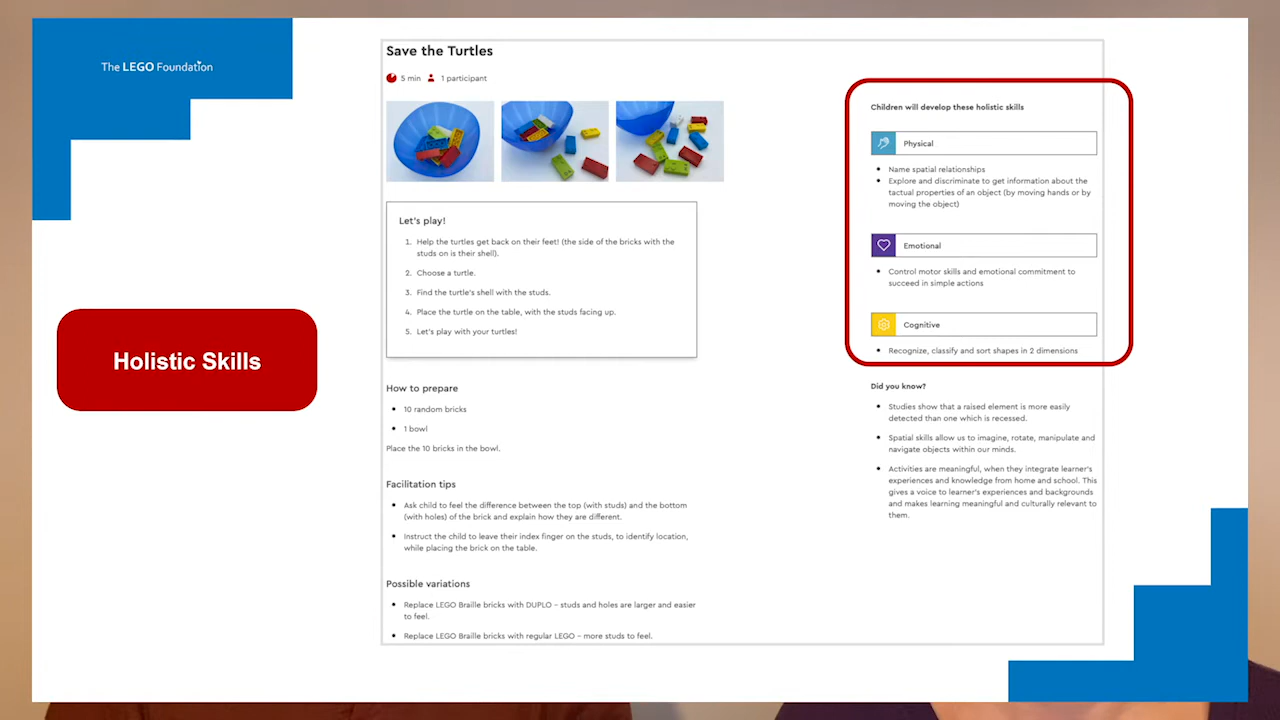 The LEGO Foundation
Holistic Skills
Save the Turtles
5 min 1 participant
Let's play!
1. Help the turtles get back on their feet! (the side of the bricks with the
studs on is their shell).
2. Choose a turtle.
3. Find the turtle's shell with the studs.
4. Place the turtle on the table, with the studs facing up.
5. Let's play with your turtles!
How to prepare
• 10 random bricks
• 1 bowl
Place the 10 bricks in the bowl.
Facilitation tips
• Ask child to feel the difference between the top (with studs) and the bottom
(with holes) of the brick and explain how they are different.
• Instruct the child to leave their index finger on the studs, to identify location,
while placing the brick on the table.
Possible variations
• Replace LEGO Braille bricks with DUPLO – studs and holes are larger and easier
to feel.
• Replace LEGO Braille bricks with regular LEGO – more studs to feel.
Children will develop these holistic skills
Physical
• Name spatial relationships
• Explore and discriminate to get information about the
tactual properties of an object (by moving hands or by
moving the object)
Emotional
• Control motor skills and emotional commitment to
succeed in simple actions
Cognitive
• Recognize, classify and sort shapes in 2 dimensions
Did you know?
• Studies show that a raised element is more easily
detected than one which is recessed.
• Spatial skills allow us to imagine, rotate, manipulate and
navigate objects within our minds.
• Activities are meaningful, when they integrate learner's
experiences and knowledge from home and school. This
gives a voice to learner's experiences and backgrounds
and makes learning meaningful and culturally relevant to
them.